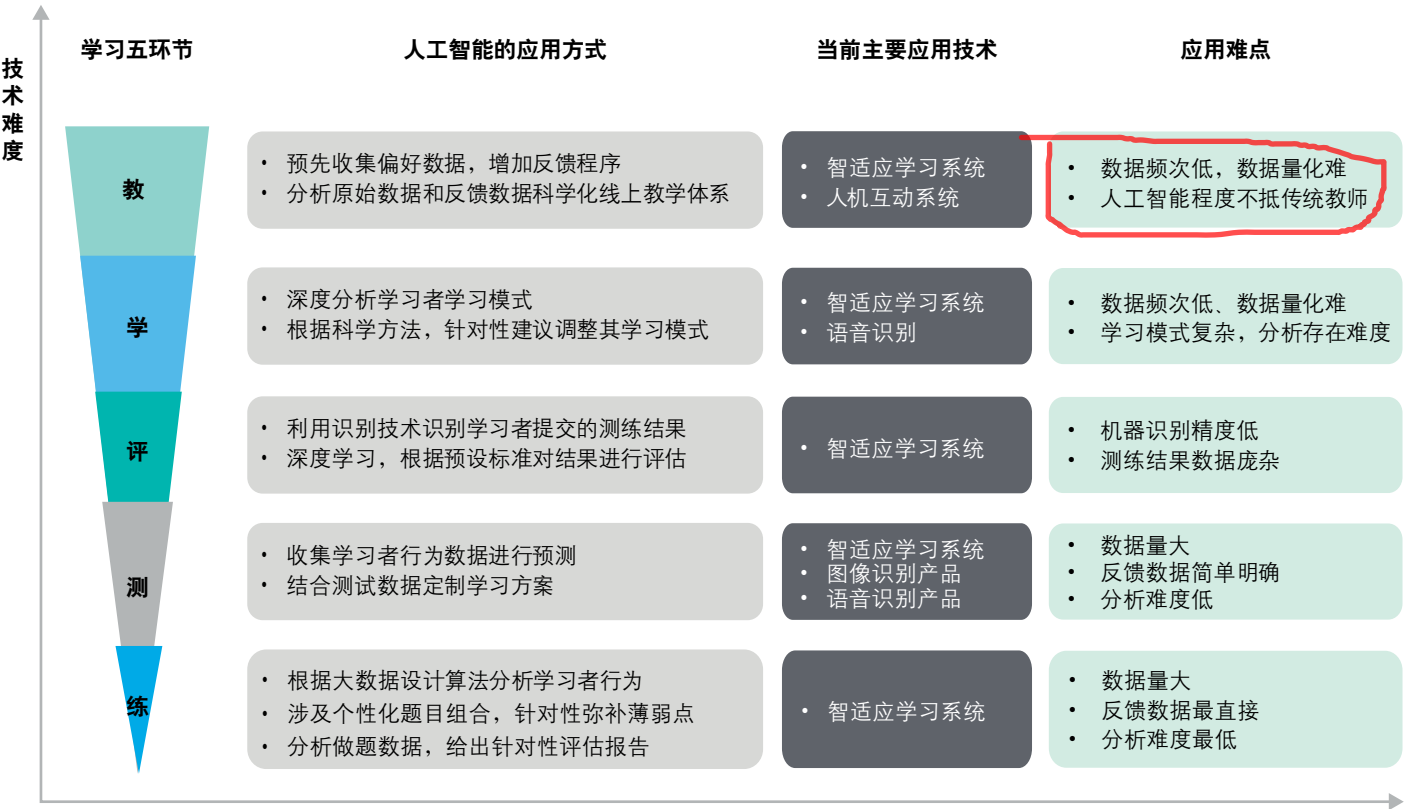 技术难度
学习五环节
人工智能的应用方式
当前主要应用技术
应用难点
教
• 预先收集偏好数据，增加反馈程序
• 分析原始数据和反馈数据科学化线上教学体系
• 智适应学习系统
• 人机互动系统
• 数据频次低，数据量化难
• 人工智能程度不抵传统教师
学
• 深度分析学习者学习模式
• 根据科学方法，针对性建议调整其学习模式
• 智适应学习系统
• 语音识别
• 数据频次低、数据量化难
• 学习模式复杂，分析存在难度
评
• 利用识别技术识别学习者提交的测练结果
• 深度学习，根据预设标准对结果进行评估
• 智适应学习系统
• 机器识别精度低
• 测练结果数据庞杂
测
• 收集学习者行为数据进行预测
• 结合测试数据定制学习方案
• 智适应学习系统
• 图像识别产品
• 语音识别产品
• 数据量大
• 反馈数据简单明确
• 分析难度低
练
• 根据大数据设计算法分析学习者行为
• 涉及个性化题目组合，针对性弥补薄弱点
• 分析做题数据，给出针对性评估报告
• 智适应学习系统
• 数据量大
• 反馈数据最直接
• 分析难度最低